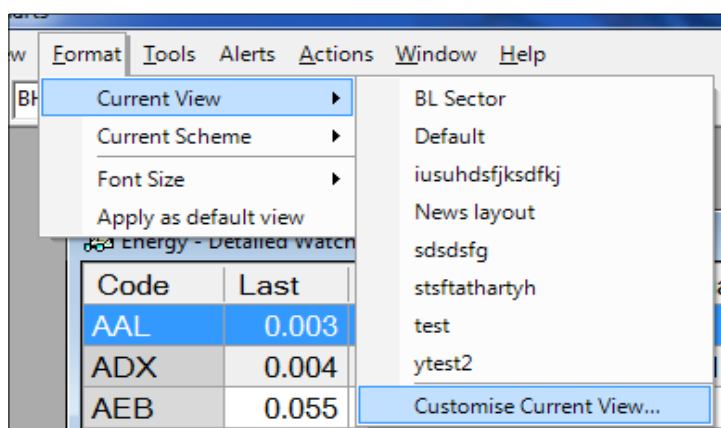 Format Tools Alerts Actions Window Help
BH
Current View
Current Scheme
Font Size
Apply as default view
BL Sector
Default
iusuhdsfjksdfkj
News layout
sdsdsfg
stsftathartyh
test
ytest2
Customise Current View...
Energy - Detailed Watch
Code Last
AAL 0.003
ADX 0.004
AEB 0.055